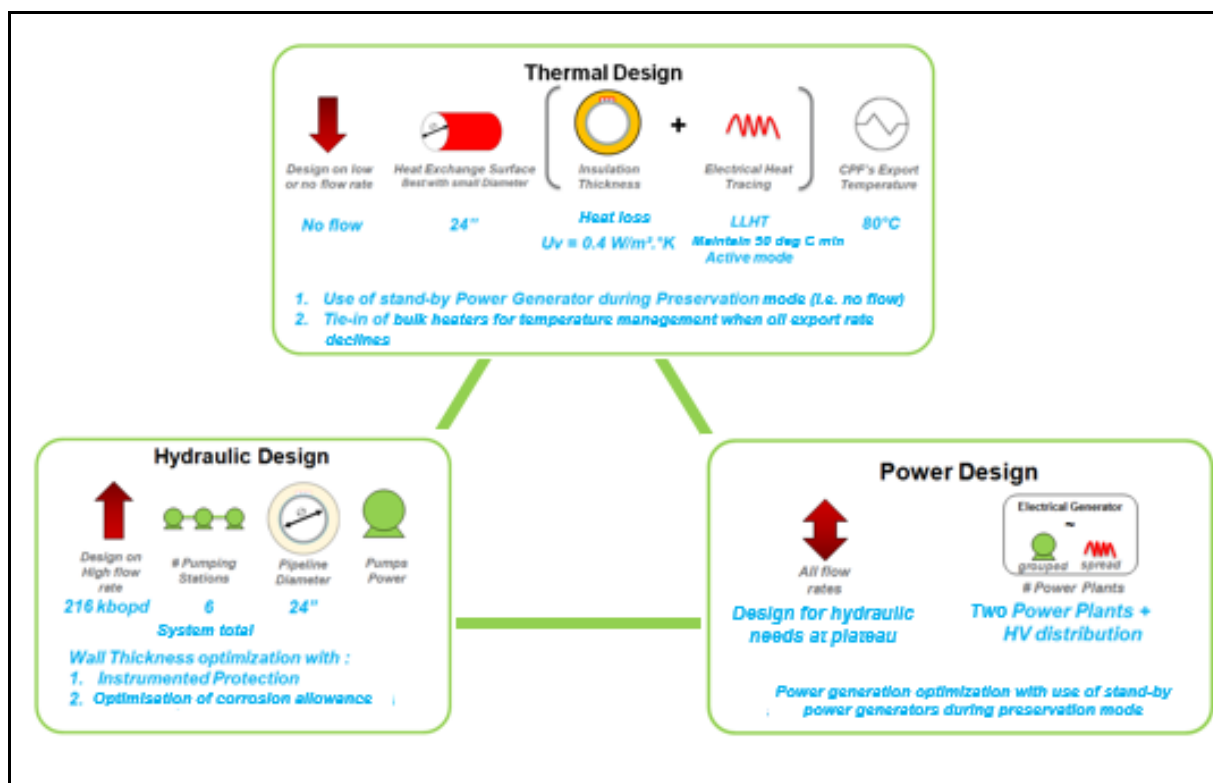 Thermal Design
Design on low
or no flow rate
Heat Exchange Surface
Best with small Diameter
Insulation
Thickness
+
Electrical Heat
Tracing
CPF's Export
Temperature
No flow
24"
Heat loss
Uv = 0.4 W/m².°K
LLHT
Maintain 50 deg C min
Active mode
80°C
1. Use of stand-by Power Generator during Preservation mode (i.e. no flow)
2. Tie-in of bulk heaters for temperature management when oil export rate
declines
Hydraulic Design
Design on
High flow
rate
# Pumping
Stations
Pipeline
Diameter
Pumps
Power
216 kbopd
6
24"
System total
Wall Thickness optimization with :
1. Instrumented Protection
2. Optimisation of corrosion allowance
Power Design
All flow
rates
Electrical Generator
~
grouped
spread
# Power Plants
Design for hydraulic
needs at plateau
Two Power Plants +
HV distribution
Power generation optimization with use of stand-by
power generators during preservation mode